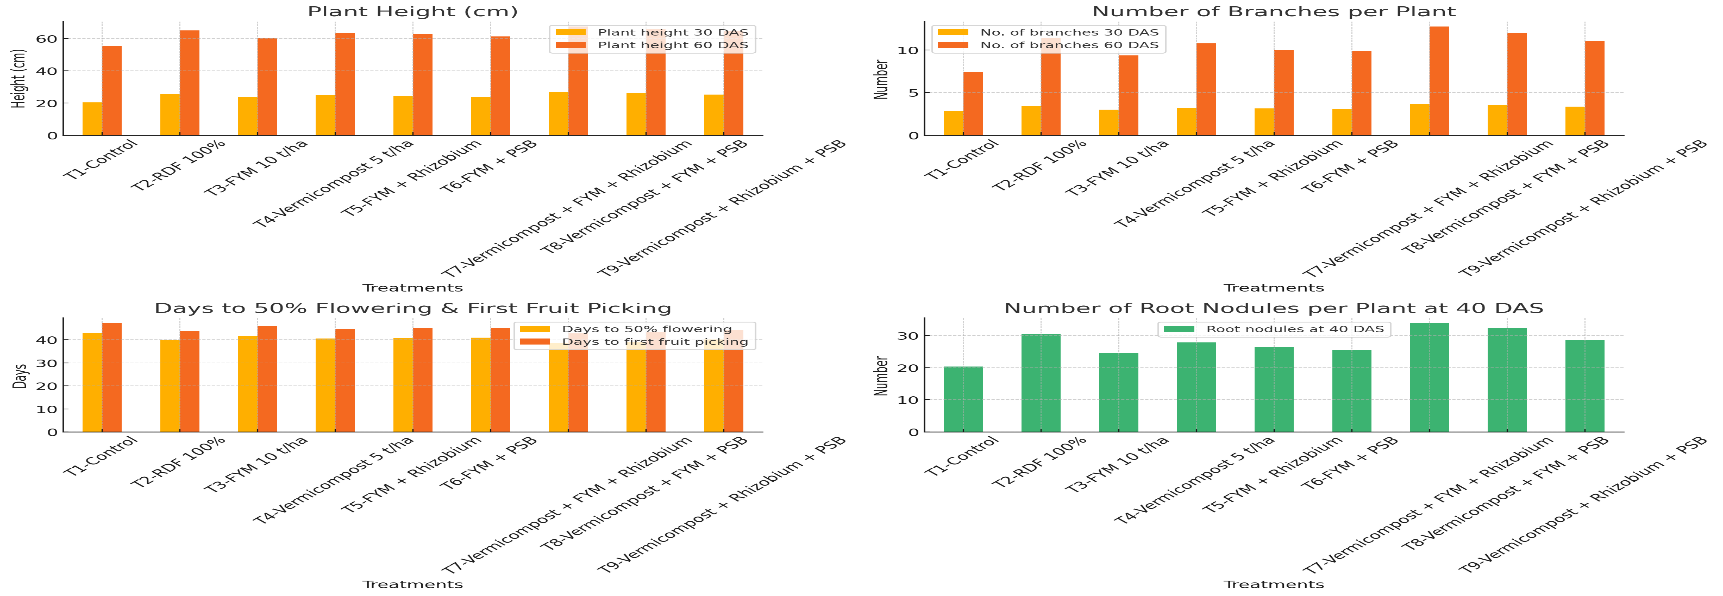 Plant Height (cm)
Height (cm)
60
40
20
0
Plant height 30 DAS
Plant height 60 DAS
T1-Control
T2-RDF 100%
T3-FYM 10 t/ha
T4-Vermicompost 5 t/ha
T5-FYM + Rhizobium
T6-FYM + PSB
T7-Vermicompost + FYM + Rhizobium
T8-Vermicompost + FYM + PSB
T9-Vermicompost + Rhizobium + PSB
Treatments
Number of Branches per Plant
Number
10
5
0
No. of branches 30 DAS
No. of branches 60 DAS
T1-Control
T2-RDF 100%
T3-FYM 10 t/ha
T4-Vermicompost 5 t/ha
T5-FYM + Rhizobium
T6-FYM + PSB
T7-Vermicompost + FYM + Rhizobium
T8-Vermicompost + FYM + PSB
T9-Vermicompost + Rhizobium + PSB
Treatments
Days to 50% Flowering & First Fruit Picking
Days
40
30
20
10
0
Days to 50% flowering
Days to first fruit picking
T1-Control
T2-RDF 100%
T3-FYM 10 t/ha
T4-Vermicompost 5 t/ha
T5-FYM + Rhizobium
T6-FYM + PSB
T7-Vermicompost + FYM + Rhizobium
T8-Vermicompost + FYM + PSB
T9-Vermicompost + Rhizobium + PSB
Treatments
Number of Root Nodules per Plant at 40 DAS
Number
30
20
10
0
Root nodules at 40 DAS
T1-Control
T2-RDF 100%
T3-FYM 10 t/ha
T4-Vermicompost 5 t/ha
T5-FYM + Rhizobium
T6-FYM + PSB
T7-Vermicompost + FYM + Rhizobium
T8-Vermicompost + FYM + PSB
T9-Vermicompost + Rhizobium + PSB
Treatments